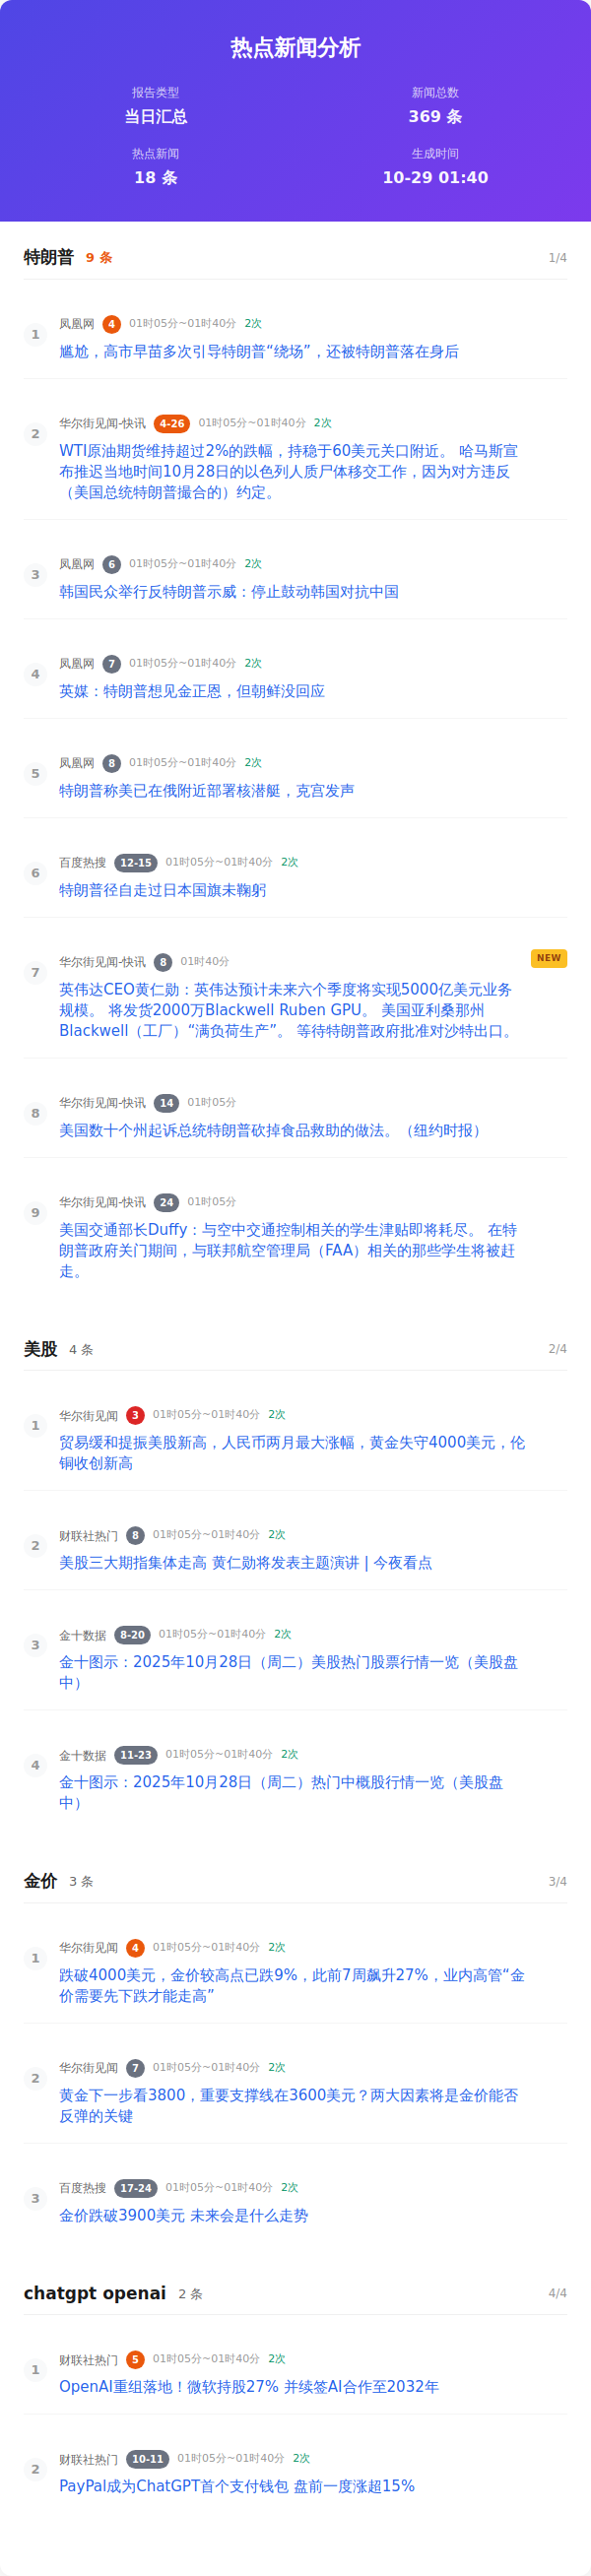 热点新闻分析
报告类型
新闻总数
当日汇总
369 条
热点新闻
生成时间
18 条
10-29 01:40
特朗普 9 条 1/4
1
凤凰网 4 01时05分~01时40分 2次
尴尬，高市早苗多次引导特朗普“绕场”，还被特朗普落在身后
2
华尔街见闻-快讯 4-26 01时05分~01时40分 2次
WTI原油期货维持超过2%的跌幅，持稳于60美元关口附近。 哈马斯宣
布推迟当地时间10月28日的以色列人质尸体移交工作，因为对方违反
（美国总统特朗普撮合的）约定。
3
凤凰网 6 01时05分~01时40分 2次
韩国民众举行反特朗普示威：停止鼓动韩国对抗中国
4
凤凰网 7 01时05分~01时40分 2次
英媒：特朗普想见金正恩，但朝鲜没回应
5
凤凰网 8 01时05分~01时40分 2次
特朗普称美已在俄附近部署核潜艇，克宫发声
6
百度热搜 12-15 01时05分~01时40分 2次
特朗普径自走过日本国旗未鞠躬
7
华尔街见闻-快讯 8 01时40分 NEW
英伟达CEO黄仁勋：英伟达预计未来六个季度将实现5000亿美元业务
规模。 将发货2000万Blackwell Ruben GPU。 美国亚利桑那州
Blackwell（工厂）“满负荷生产”。 等待特朗普政府批准对沙特出口。
8
华尔街见闻-快讯 14 01时05分
美国数十个州起诉总统特朗普砍掉食品救助的做法。（纽约时报）
9
华尔街见闻-快讯 24 01时05分
美国交通部长Duffy：与空中交通控制相关的学生津贴即将耗尽。 在特
朗普政府关门期间，与联邦航空管理局（FAA）相关的那些学生将被赶
走。
美股 4 条 2/4
1
华尔街见闻 3 01时05分~01时40分 2次
贸易缓和提振美股新高，人民币两月最大涨幅，黄金失守4000美元，伦
铜收创新高
2
财联社热门 8 01时05分~01时40分 2次
美股三大期指集体走高 黄仁勋将发表主题演讲 | 今夜看点
3
金十数据 8-20 01时05分~01时40分 2次
金十图示：2025年10月28日（周二）美股热门股票行情一览（美股盘
中）
4
金十数据 11-23 01时05分~01时40分 2次
金十图示：2025年10月28日（周二）热门中概股行情一览（美股盘
中）
金价 3 条 3/4
1
华尔街见闻 4 01时05分~01时40分 2次
跌破4000美元，金价较高点已跌9%，此前7周飙升27%，业内高管“金
价需要先下跌才能走高”
2
华尔街见闻 7 01时05分~01时40分 2次
黄金下一步看3800，重要支撑线在3600美元？两大因素将是金价能否
反弹的关键
3
百度热搜 17-24 01时05分~01时40分 2次
金价跌破3900美元 未来会是什么走势
chatgpt openai 2 条 4/4
1
财联社热门 5 01时05分~01时40分 2次
OpenAI重组落地！微软持股27% 并续签AI合作至2032年
2
财联社热门 10-11 01时05分~01时40分 2次
PayPal成为ChatGPT首个支付钱包 盘前一度涨超15%